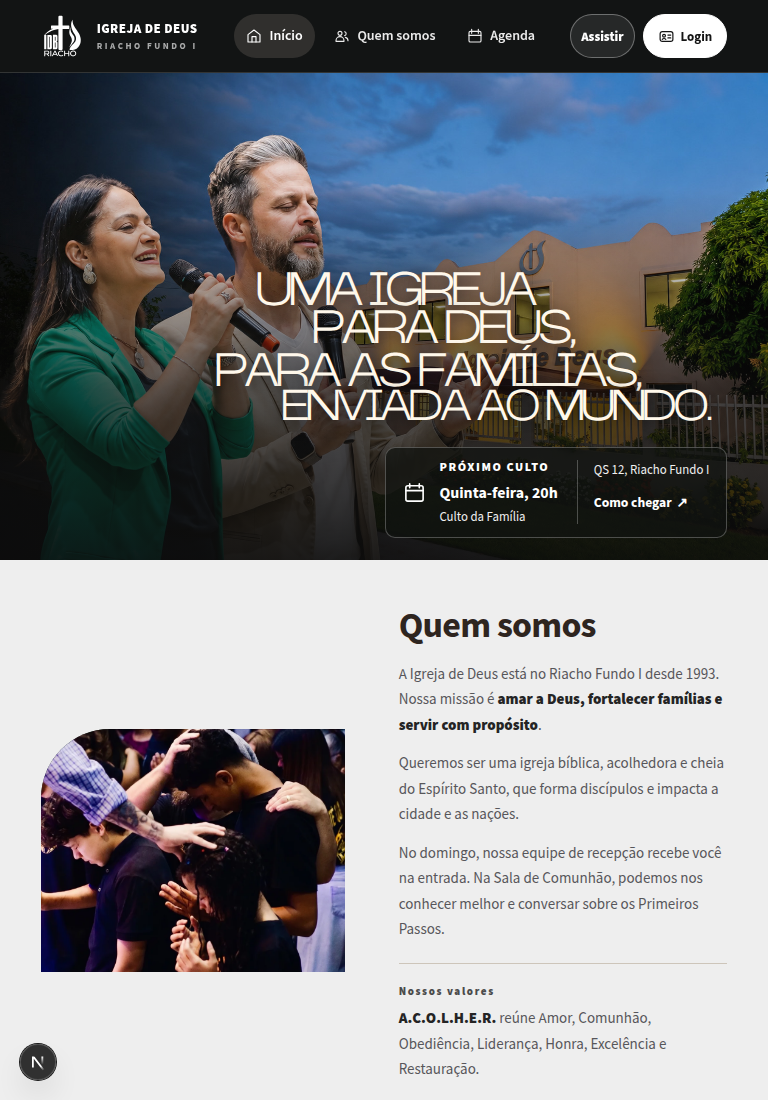 IDB
RIACHO
IGREJA DE DEUS
RIACHO FUNDO I
Início
Quem somos
Agenda
Assistir
Login
UMA IGREJA
PARA DEUS,
PARA AS FAMÍLIAS,
ENVIADA AO MUNDO.
PRÓXIMO CULTO
Quinta-feira, 20h
Culto da Família
QS 12, Riacho Fundo I
Como chegar ↗
Quem somos
A Igreja de Deus está no Riacho Fundo I desde 1993.
Nossa missão é amar a Deus, fortalecer famílias e
servir com propósito.
Queremos ser uma igreja bíblica, acolhedora e cheia
do Espírito Santo, que forma discípulos e impacta a
cidade e as nações.
No domingo, nossa equipe de recepção recebe você
na entrada. Na Sala de Comunhão, podemos nos
conhecer melhor e conversar sobre os Primeiros
Passos.
Nossos valores
A.C.O.L.H.E.R. reúne Amor, Comunhão,
Obediência, Liderança, Honra, Excelência e
Restauração.
N